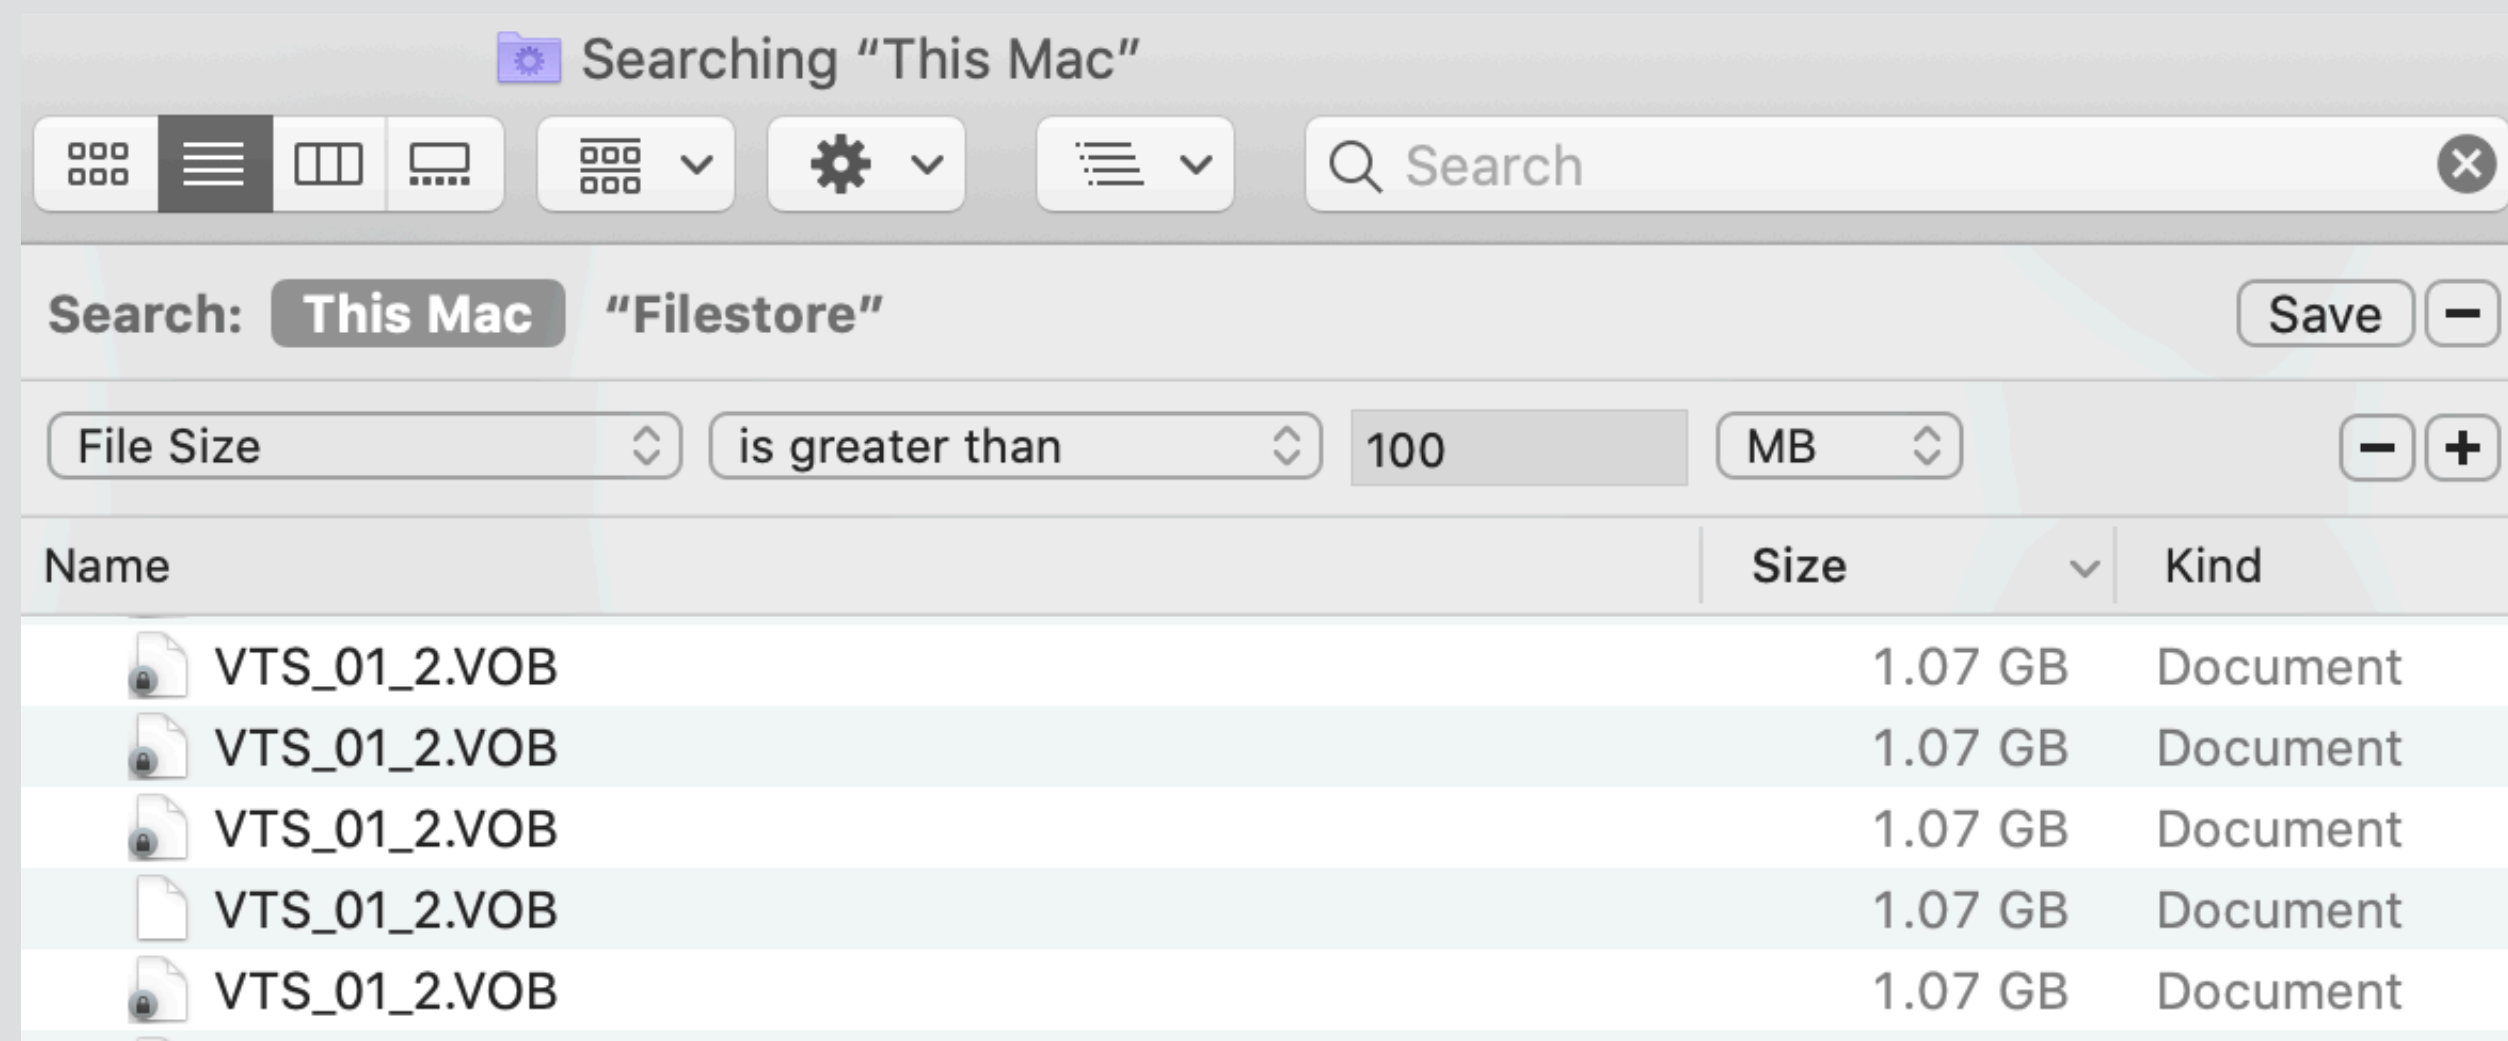 Searching “This Mac”
Search
Search: This Mac “Filestore” Save
File Size is greater than 100 MB
Name Size Kind
VTS_01_2.VOB 1.07 GB Document
VTS_01_2.VOB 1.07 GB Document
VTS_01_2.VOB 1.07 GB Document
VTS_01_2.VOB 1.07 GB Document
VTS_01_2.VOB 1.07 GB Document